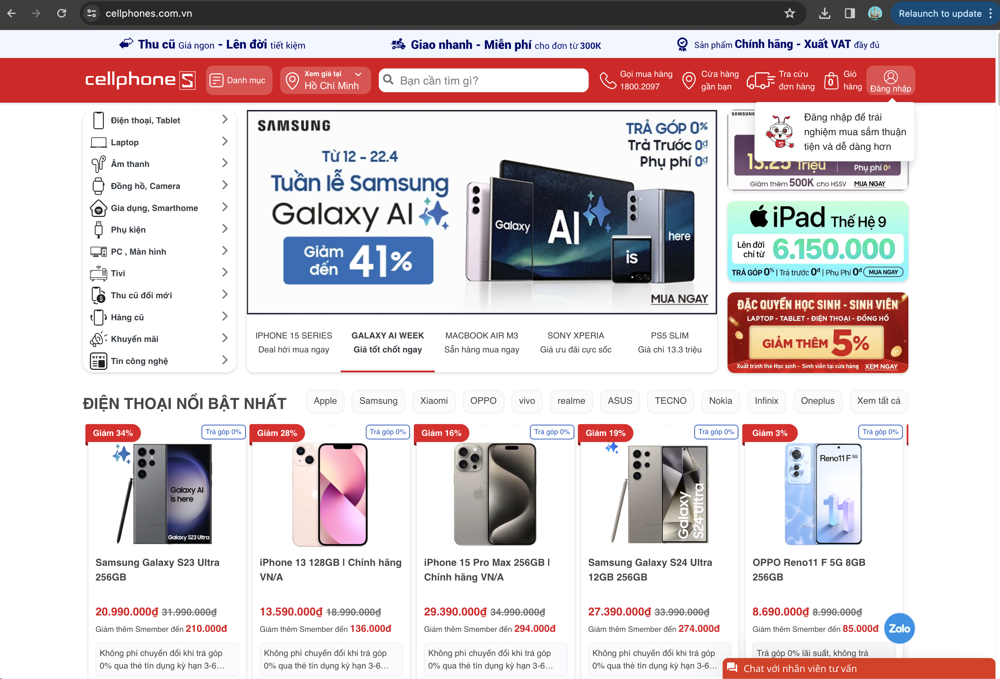 cellphones.com.vn
Relaunch to update
Thu cũ Giá ngon - Lên đời tiết kiệm
Giao nhanh - Miễn phí cho đơn từ 300K
Sản phẩm Chính hãng - Xuất VAT đầy đủ
cellphoneS
Danh mục
Xem giá tại
Hồ Chí Minh
Bạn cần tìm gì?
Gọi mua hàng
1800.2097
Cửa hàng
gần bạn
Tra cứu
đơn hàng
0
Giỏ
hàng
Đăng nhập
Đăng nhập để trải
nghiệm mua sắm thuận
tiện và dễ dàng hơn
Điện thoại, Tablet
Laptop
Âm thanh
Đồng hồ, Camera
Gia dụng, Smarthome
Phụ kiện
PC , Màn hình
Tivi
Thu cũ đổi mới
Hàng cũ
Khuyến mãi
NEWS
Tin công nghệ
SAMSUNG
TRẢ GÓP 0%
Trả Trước 0đ
Phụ phí 0đ
Từ 12 - 22.4
Tuần lễ Samsung
Galaxy AI
Giảm
đến 41%
Galaxy AI is here
MUA NGAY
IPHONE 15 SERIES
Deal hời mua ngay
GALAXY AI WEEK
Giá tốt chốt ngay
MACBOOK AIR M3
Sẵn hàng mua ngay
SONY XPERIA
Giá ưu đãi cực sốc
PS5 SLIM
Giá chỉ 13.3 triệu
SAMSUNG
13.25 Triệu
Phụ phí 0đ
Giảm thêm 500K cho HSSV MUA NGAY
iPad Thế Hệ 9
Lên đời
chỉ từ 6.150.000
TRẢ GÓP 0% | Trả trước 0đ | Phụ Phí 0đ MUA NGAY
ĐẶC QUYỀN HỌC SINH - SINH VIÊN
LAPTOP - TABLET - ĐIỆN THOẠI - ĐỒNG HỒ
GIẢM THÊM 5%
Xuất trình thẻ Học sinh - Sinh viên tại cửa hàng XEM NGAY
ĐIỆN THOẠI NỔI BẬT NHẤT
Apple
Samsung
Xiaomi
OPPO
vivo
realme
ASUS
TECNO
Nokia
Infinix
Oneplus
Xem tất cả
Giảm 34%
Trả góp 0%
Galaxy AI
is here
Galaxy S23 Ultra
Samsung Galaxy S23 Ultra
256GB
20.990.000₫ 31.990.000₫
Giảm thêm Smember đến 210.000đ
Không phí chuyển đổi khi trả góp
0% qua thẻ tín dụng kỳ hạn 3-6...
Giảm 28%
Trả góp 0%
iPhone 13 128GB | Chính hãng
VN/A
13.590.000₫ 18.990.000₫
Giảm thêm Smember đến 136.000đ
Không phí chuyển đổi khi trả góp
0% qua thẻ tín dụng kỳ hạn 3-6...
Giảm 16%
Trả góp 0%
iPhone 15 Pro Max 256GB |
Chính hãng VN/A
29.390.000₫ 34.990.000₫
Giảm thêm Smember đến 294.000đ
Không phí chuyển đổi khi trả góp
0% qua thẻ tín dụng kỳ hạn 3-6...
Giảm 19%
Trả góp 0%
Galaxy
S24 Ultra
Samsung Galaxy S24 Ultra
12GB 256GB
27.390.000₫ 33.990.000₫
Giảm thêm Smember đến 274.000đ
Không phí chuyển đổi khi trả góp
0% qua thẻ tín dụng kỳ hạn 3-6...
Giảm 3%
Trả góp 0%
Reno11 F 5G
11
OPPO Reno11 F 5G 8GB
256GB
8.690.000₫ 8.990.000₫
Giảm thêm Smember đến 85.000đ
Trả góp 0% lãi suất, không trả
Zalo
Chat với nhân viên tư vấn